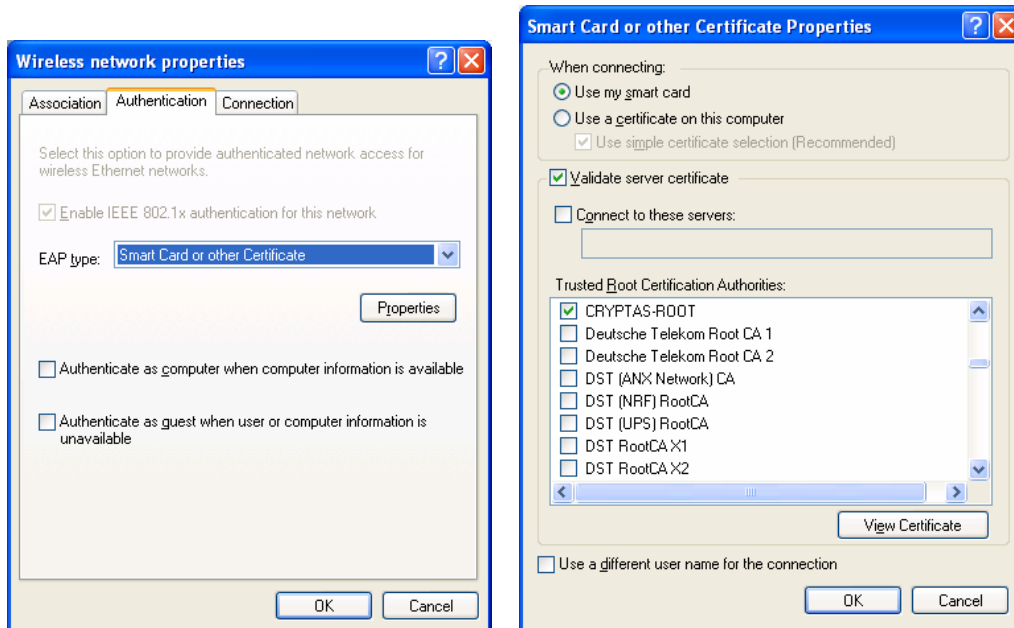 Wireless network properties
Association
Authentication
Connection
Select this option to provide authenticated network access for
wireless Ethernet networks.
Enable IEEE 802.1x authentication for this network
EAP type:
Smart Card or other Certificate
Properties
Authenticate as computer when computer information is available
Authenticate as guest when user or computer information is
unavailable
OK
Cancel
Smart Card or other Certificate Properties
When connecting:
Use my smart card
Use a certificate on this computer
Use simple certificate selection (Recommended)
Validate server certificate
Connect to these servers:
Trusted Root Certification Authorities:
CRYPTAS-ROOT
Deutsche Telekom Root CA 1
Deutsche Telekom Root CA 2
DST (ANX Network) CA
DST (NRF) RootCA
DST (UPS) RootCA
DST RootCA X1
DST RootCA X2
View Certificate
Use a different user name for the connection
OK
Cancel